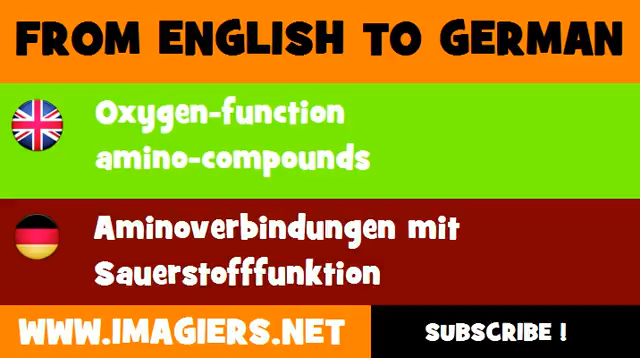 FROM ENGLISH TO GERMAN
Oxygen-function
amino-compounds
Aminoverbindungen mit
Sauerstofffunktion
WWW.IMAGIERS.NET
SUBSCRIBE !